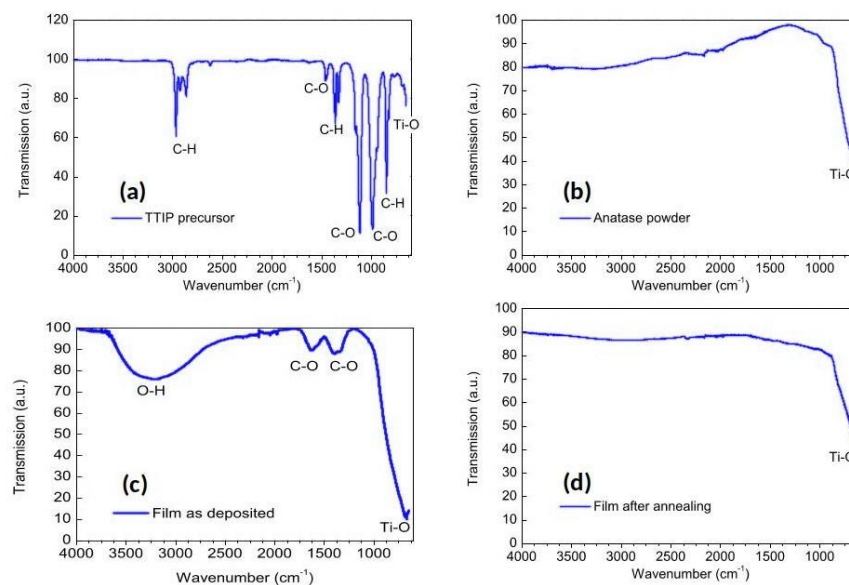 120
100
80
60
40
20
0
Transmission (a.u.)
C-H
C-O
C-H
Ti-O
C-H
C-O
C-O
(a)
TTIP precursor
4000 3500 3000 2500 2000 1500 1000
Wavenumber (cm-1)
100
90
80
70
60
50
40
30
20
10
0
Transmission (a.u.)
Ti-O
(b)
Anatase powder
4000 3500 3000 2500 2000 1500 1000
Wavenumber (cm-1)
100
90
80
70
60
50
40
30
20
10
0
Transmission (a.u.)
O-H
C-O
C-O
(c)
Film as deposited
Ti-O
4000 3500 3000 2500 2000 1500 1000
Wavenumber (cm-1)
100
90
80
70
60
50
40
30
20
10
0
Transmission (a.u.)
Ti-O
(d)
Film after annealing
4000 3500 3000 2500 2000 1500 1000
Wavenumber (cm-1)